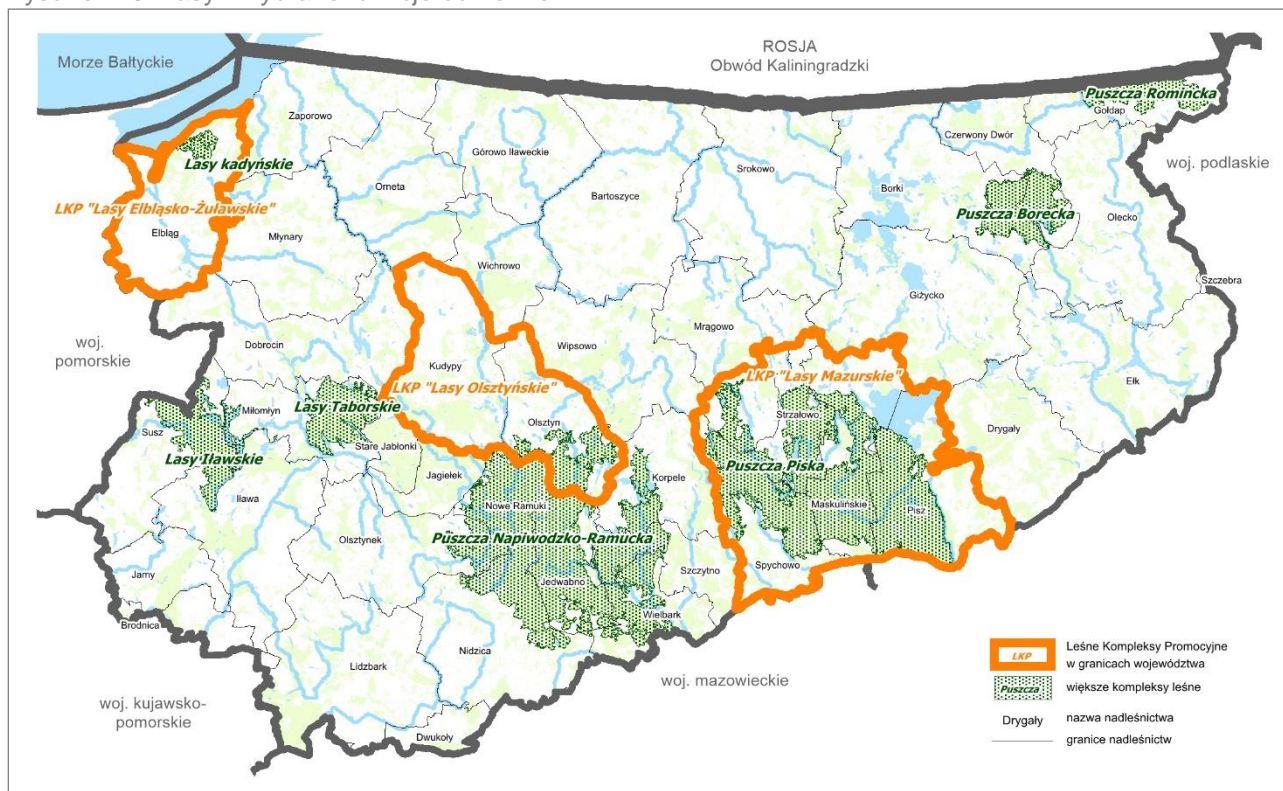 Morze Bałtyckie
ROSJA
Obwód Kaliningradzki
Puszcza Romincka
Gołdap
Zaporowo
Czerwony Dwór
Lasy kadyńskie
Górowo Iławeckie
Srokowo
woj. podlaskie
Orneta
Bartoszyce
Borki
LKP "Lasy Elbląsko-Żuławskie"
Puszcza Borecka
Olecko
Elbląg
Młynary
Wichrowo
Szczebra
Giżycko
woj.
pomorskie
Mrągowo
Dobrocin
Wipsowo
Kudypy
LKP "Lasy Olsztyńskie"
LKP "Lasy Mazurskie"
Ełk
Miłomłyn
Lasy Taborskie
Strzałowo
Susz
Olsztyn
Drygały
Lasy Iławskie
Stare Jabłonki
Jagiełek
Korpele
Puszcza Piska
Iława
Nowe Ramuki
Maskulińskie
Pisz
Olsztynek
Puszcza Napiwodzko-Ramucka
Spychowo
Jamy
Jedwabno
Szczytno
Brodnica
Wielbark
Nidzica
Lidzbark
woj. mazowieckie
woj. kujawsko-
pomorskie
Dwukoły
LKP
Leśne Kompleksy Promocyjne
w granicach województwa
Puszcza
większe kompleksy leśne
Drygały
nazwa nadleśnictwa
granice nadleśnictw